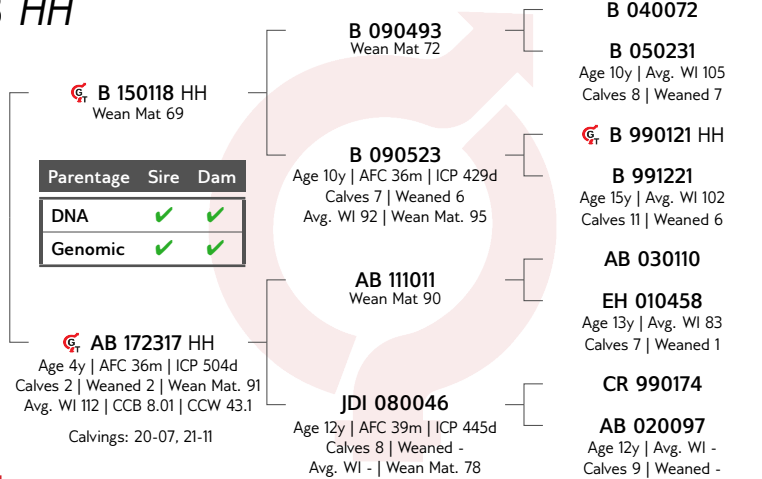 HH
B 150118 HH
Wean Mat 69
Parentage Sire Dam
DNA ✔ ✔
Genomic ✔ ✔
AB 172317 HH
Age 4y | AFC 36m | ICP 504d
Calves 2 | Weaned 2 | Wean Mat. 91
Avg. WI 112 | CCB 8.01 | CCW 43.1
Calvings: 20-07, 21-11
B 090493
Wean Mat 72
B 090523
Age 10y | AFC 36m | ICP 429d
Calves 7 | Weaned 6
Avg. WI 92 | Wean Mat. 95
AB 111011
Wean Mat 90
JDI 080046
Age 12y | AFC 39m | ICP 445d
Calves 8 | Weaned -
Avg. WI - | Wean Mat. 78
B 040072
B 050231
Age 10y | Avg. WI 105
Calves 8 | Weaned 7
B 990121 HH
B 991221
Age 15y | Avg. WI 102
Calves 11 | Weaned 6
AB 030110
EH 010458
Age 13y | Avg. WI 83
Calves 7 | Weaned 1
CR 990174
AB 020097
Age 12y | Avg. WI -
Calves 9 | Weaned -